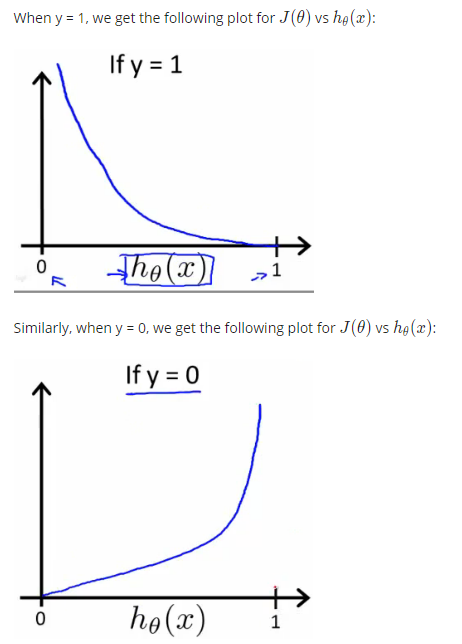 When y = 1, we get the following plot for J(θ) vs hθ(x):
If y = 1
0 hθ(x) 1
Similarly, when y = 0, we get the following plot for J(θ) vs hθ(x):
If y = 0
0 hθ(x) 1